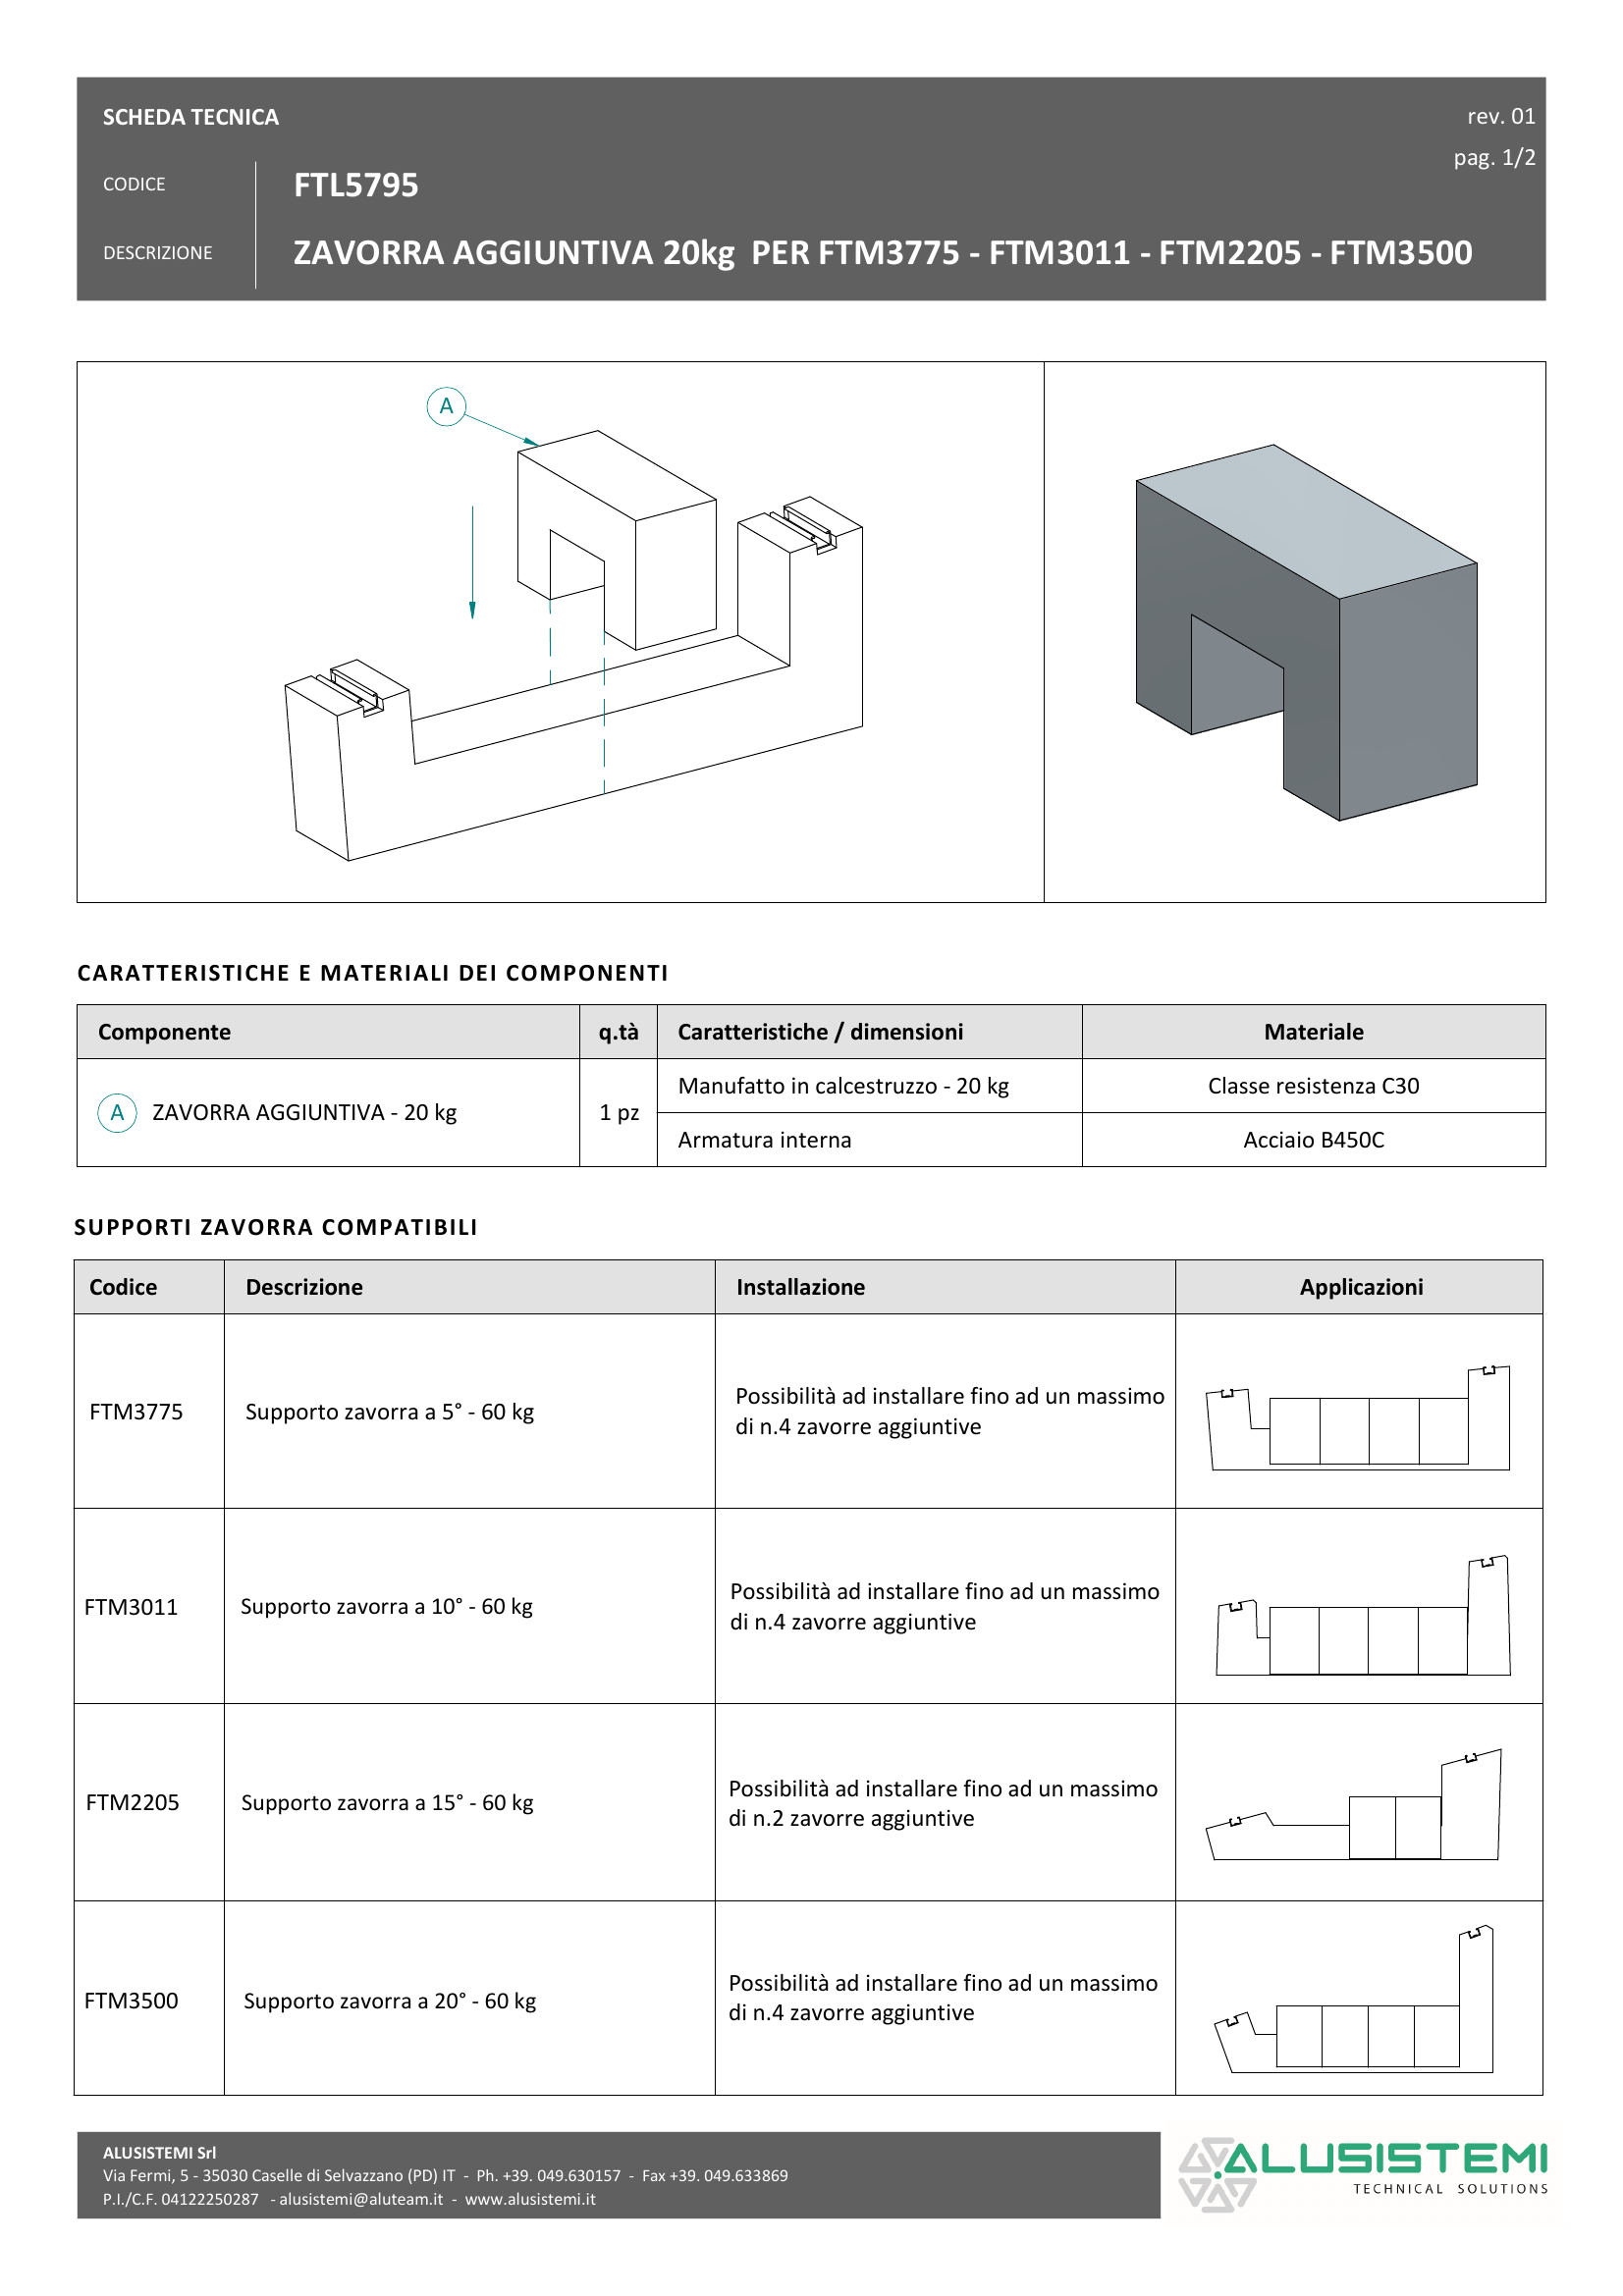 SCHEDA TECNICA
rev. 01
pag. 1/2
CODICE
FTL5795
DESCRIZIONE
ZAVORRA AGGIUNTIVA 20kg  PER FTM3775 - FTM3011 - FTM2205 - FTM3500
A
CARATTERISTICHE E MATERIALI DEI COMPONENTI
Componente
q.tà
Caratteristiche / dimensioni
Materiale
A
ZAVORRA AGGIUNTIVA - 20 kg
1 pz
Manufatto in calcestruzzo - 20 kg
Classe resistenza C30
Armatura interna
Acciaio B450C
SUPPORTI ZAVORRA COMPATIBILI
Codice
Descrizione
Installazione
Applicazioni
FTM3775
Supporto zavorra a 5° - 60 kg
Possibilità ad installare fino ad un massimo
di n.4 zavorre aggiuntive
FTM3011
Supporto zavorra a 10° - 60 kg
Possibilità ad installare fino ad un massimo
di n.4 zavorre aggiuntive
FTM2205
Supporto zavorra a 15° - 60 kg
Possibilità ad installare fino ad un massimo
di n.2 zavorre aggiuntive
FTM3500
Supporto zavorra a 20° - 60 kg
Possibilità ad installare fino ad un massimo
di n.4 zavorre aggiuntive
ALUSISTEMI Srl
Via Fermi, 5 - 35030 Caselle di Selvazzano (PD) IT  -  Ph. +39. 049.630157  -  Fax +39. 049.633869
P.I./C.F. 04122250287  - alusistemi@aluteam.it  -  www.alusistemi.it
ALUSISTEMI
TECHNICAL SOLUTIONS